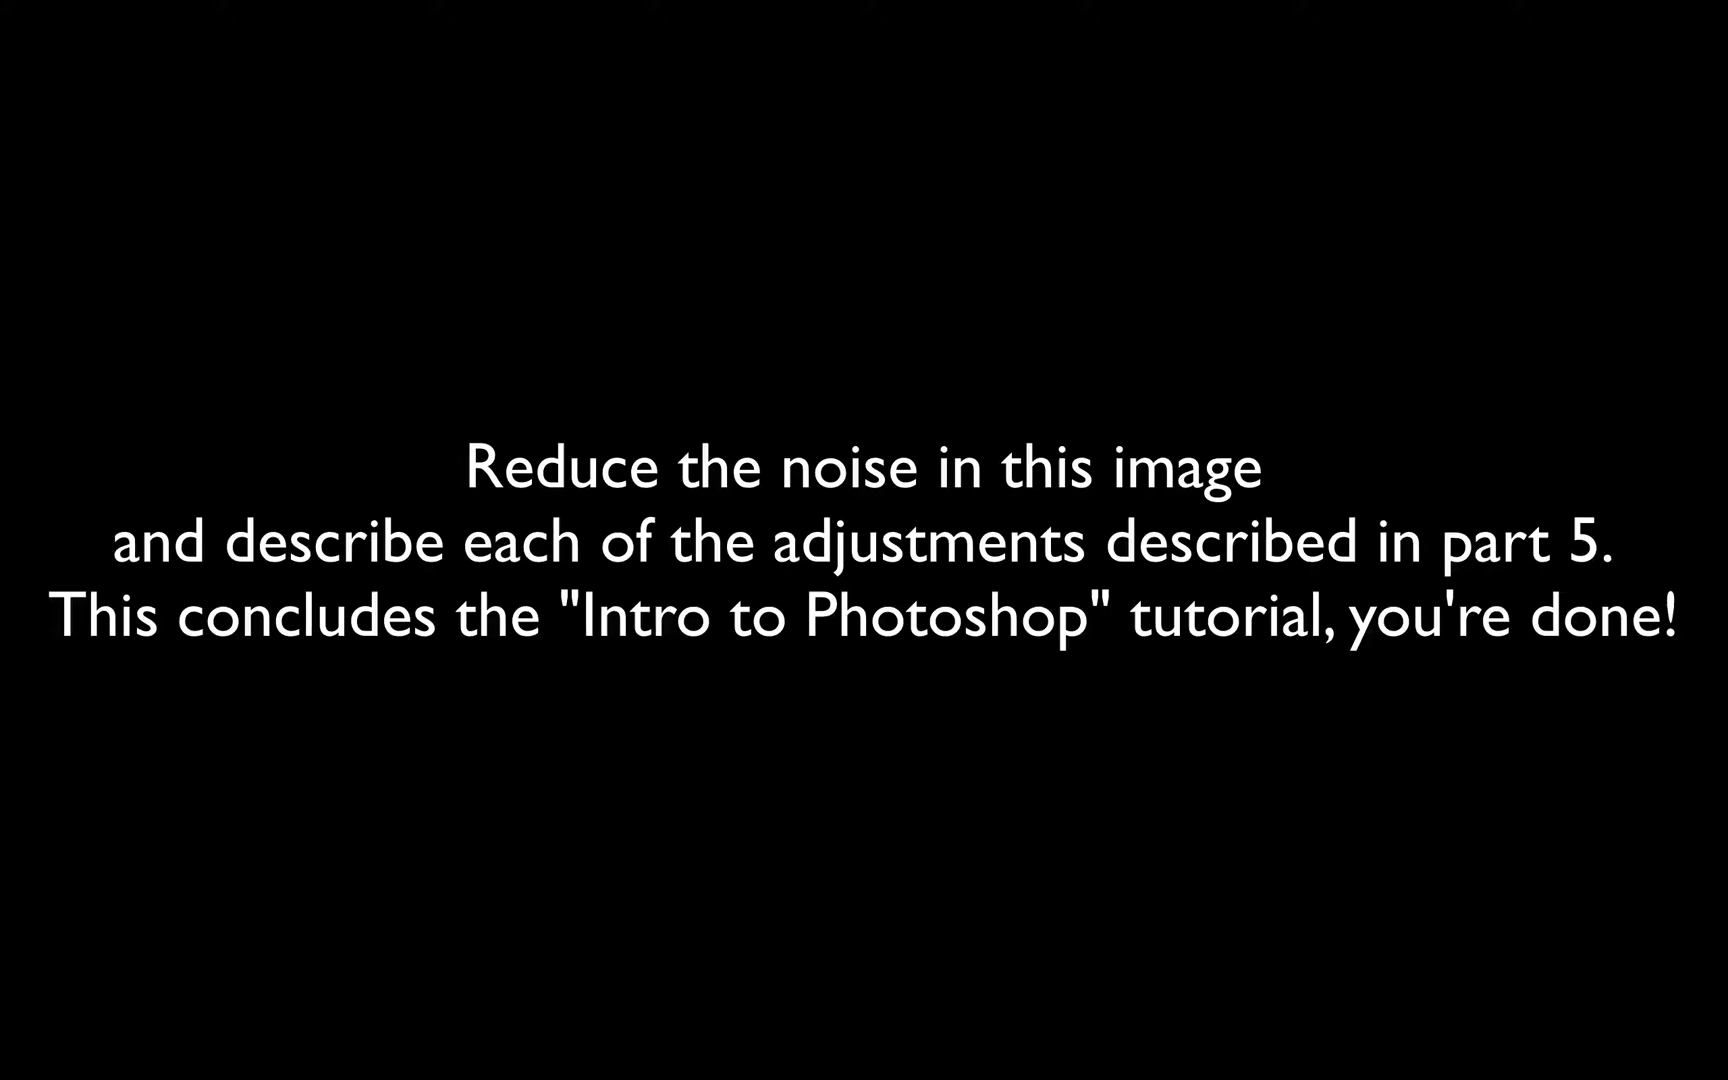 Reduce the noise in this image
and describe each of the adjustments described in part 5.
This concludes the "Intro to Photoshop" tutorial, you're done!